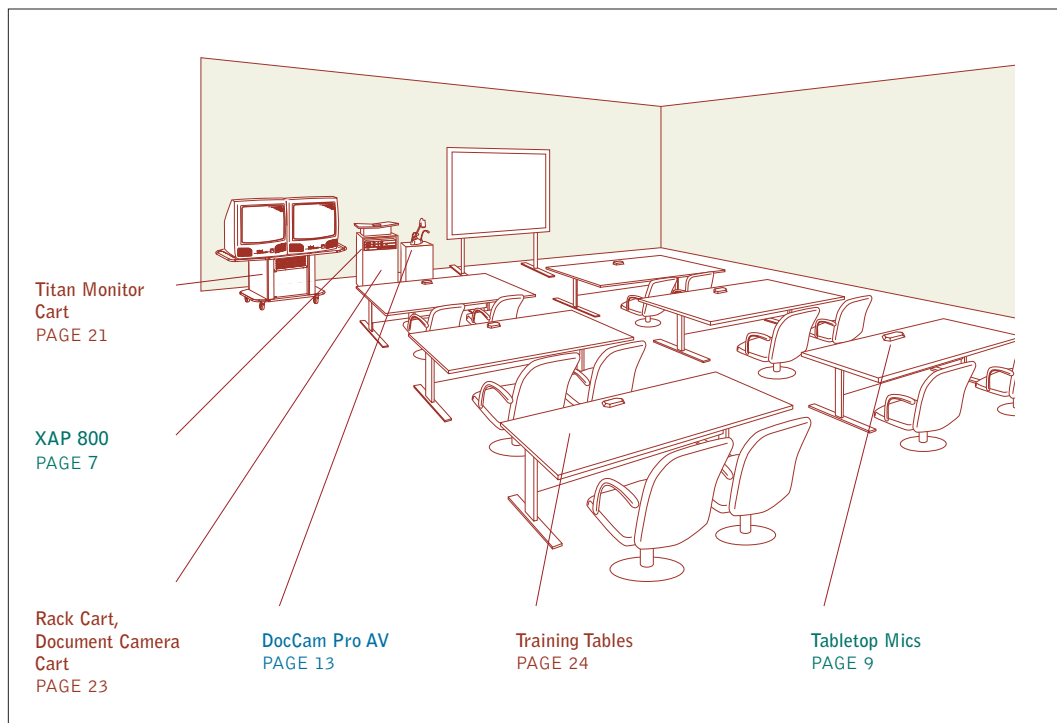 Titan Monitor
Cart
PAGE 21
XAP 800
PAGE 7
Rack Cart,
Document Camera
Cart
PAGE 23
DocCam Pro AV
PAGE 13
Training Tables
PAGE 24
Tabletop Mics
PAGE 9